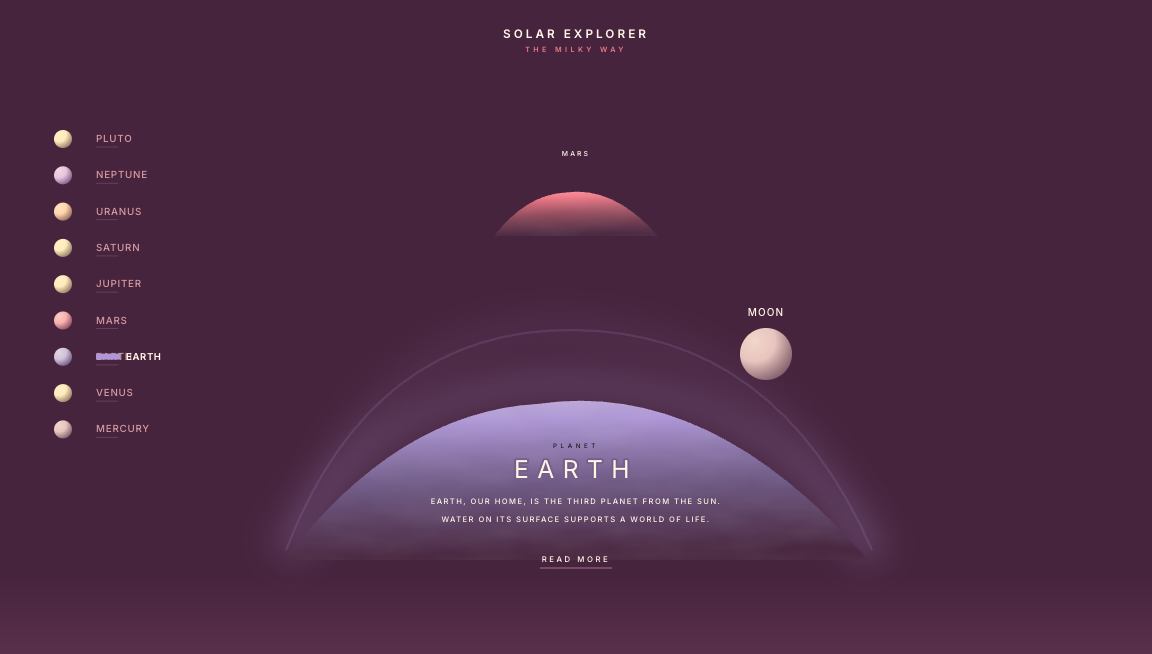 SOLAR EXPLORER
THE MILKY WAY
PLUTO
NEPTUNE
URANUS
SATURN
JUPITER
MARS
EARTH EARTH
VENUS
MERCURY
MARS
MOON
PLANET
EARTH
EARTH, OUR HOME, IS THE THIRD PLANET FROM THE SUN.
WATER ON ITS SURFACE SUPPORTS A WORLD OF LIFE.
READ MORE